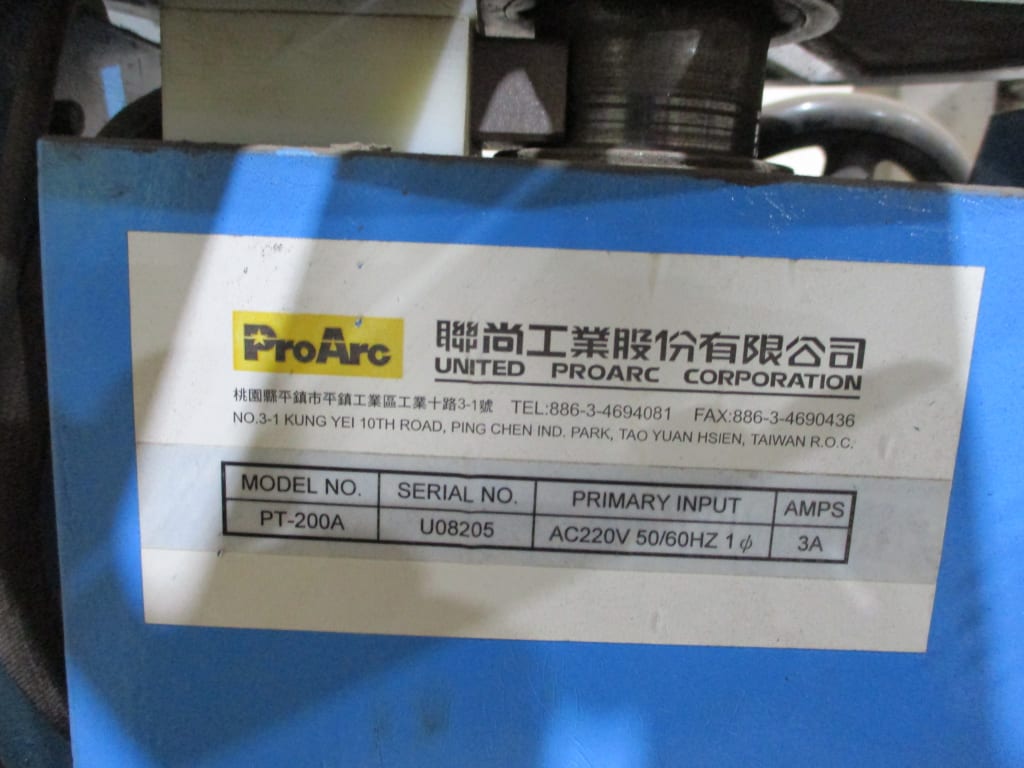 ProArc
聯尚工業股份有限公司
UNITED PROARC CORPORATION
桃園縣平鎮市平鎮工業區工業十路3-1號 TEL:886-3-4694081 FAX:886-3-4690436
NO.3-1 KUNG YEI 10TH ROAD, PING CHEN IND. PARK, TAO YUAN HSIEN, TAIWAN R.O.C.
MODEL NO. SERIAL NO. PRIMARY INPUT AMPS
PT-200A U08205 AC220V 50/60HZ 1ϕ 3A